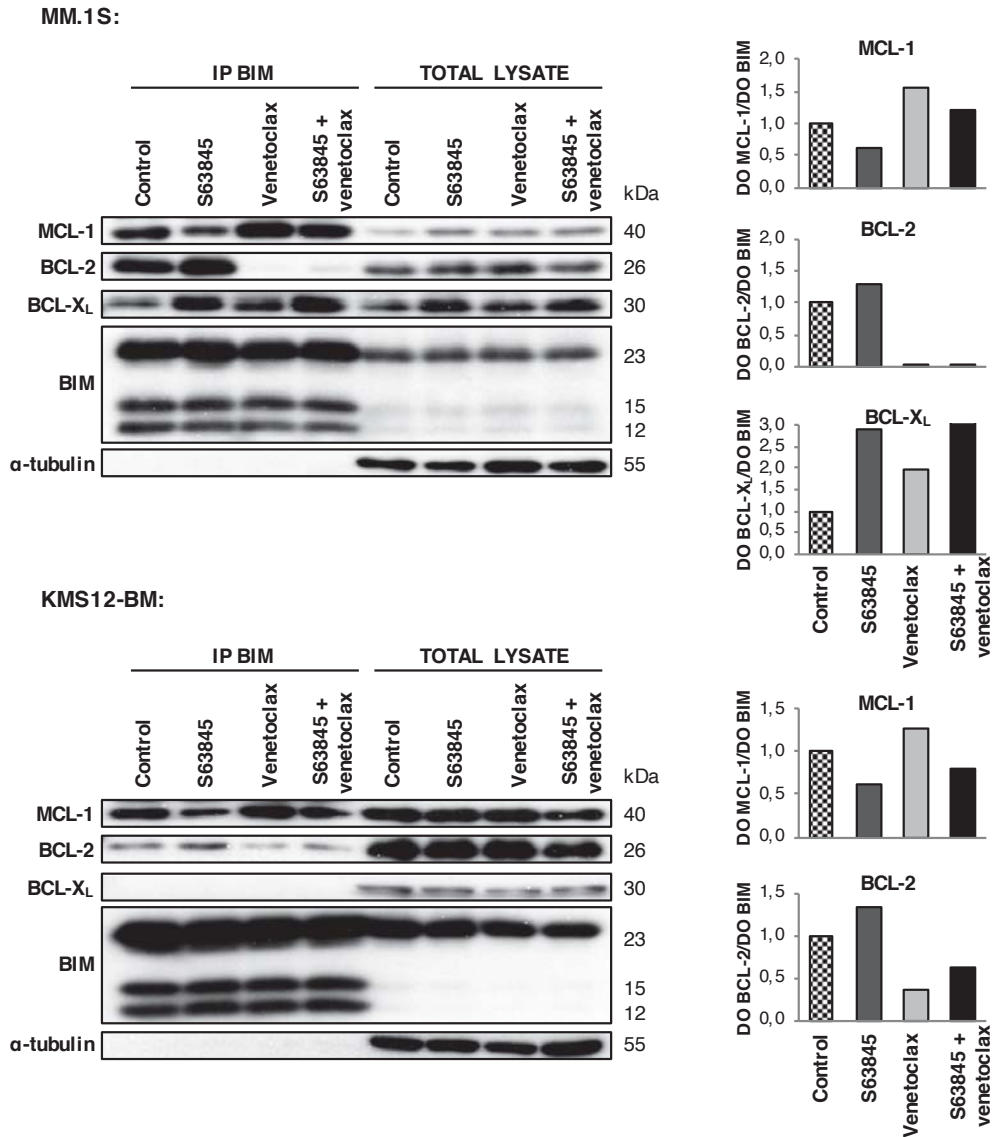 MM.1S:
IP BIM
TOTAL LYSATE
Control
S63845
Venetoclax
S63845 +
venetoclax
Control
S63845
Venetoclax
S63845 +
venetoclax
kDa
MCL-1
40
BCL-2
26
BCL-XL
30
BIM
23
15
12
α-tubulin
55
MCL-1
DO MCL-1/DO BIM
2,0
1,5
1,0
0,5
0,0
BCL-2
DO BCL-2/DO BIM
2,0
1,5
1,0
0,5
0,0
BCL-XL
DO BCL-XL/DO BIM
3,0
2,5
2,0
1,5
1,0
0,5
0,0
Control
S63845
Venetoclax
S63845 +
venetoclax
KMS12-BM:
IP BIM
TOTAL LYSATE
Control
S63845
Venetoclax
S63845 +
venetoclax
Control
S63845
Venetoclax
S63845 +
venetoclax
kDa
MCL-1
40
BCL-2
26
BCL-XL
30
BIM
23
15
12
α-tubulin
55
MCL-1
DO MCL-1/DO BIM
1,5
1,0
0,5
0,0
BCL-2
DO BCL-2/DO BIM
1,5
1,0
0,5
0,0
Control
S63845
Venetoclax
S63845 +
venetoclax